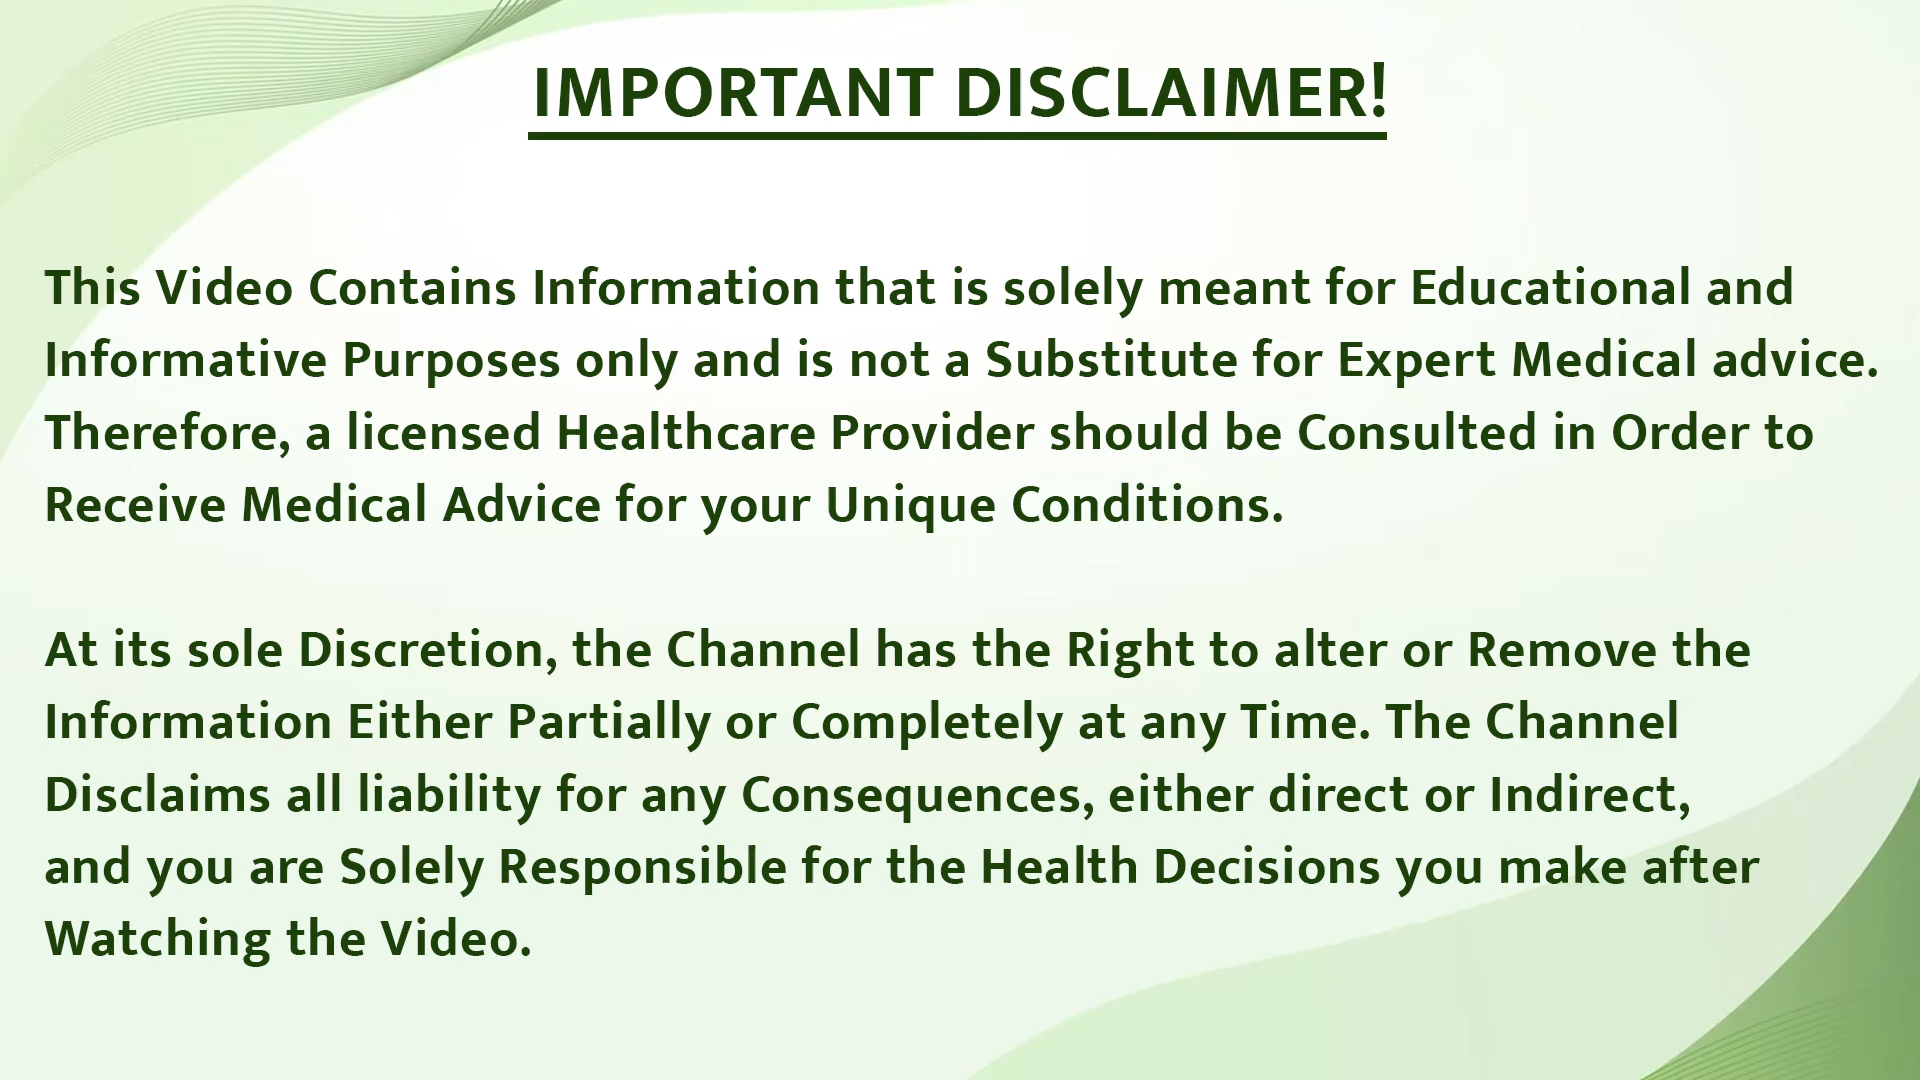 IMPORTANT DISCLAIMER!
This Video Contains Information that is solely meant for Educational and
Informative Purposes only and is not a Substitute for Expert Medical advice.
Therefore, a licensed Healthcare Provider should be Consulted in Order to
Receive Medical Advice for your Unique Conditions.
At its sole Discretion, the Channel has the Right to alter or Remove the
Information Either Partially or Completely at any Time. The Channel
Disclaims all liability for any Consequences, either direct or Indirect,
and you are Solely Responsible for the Health Decisions you make after
Watching the Video.